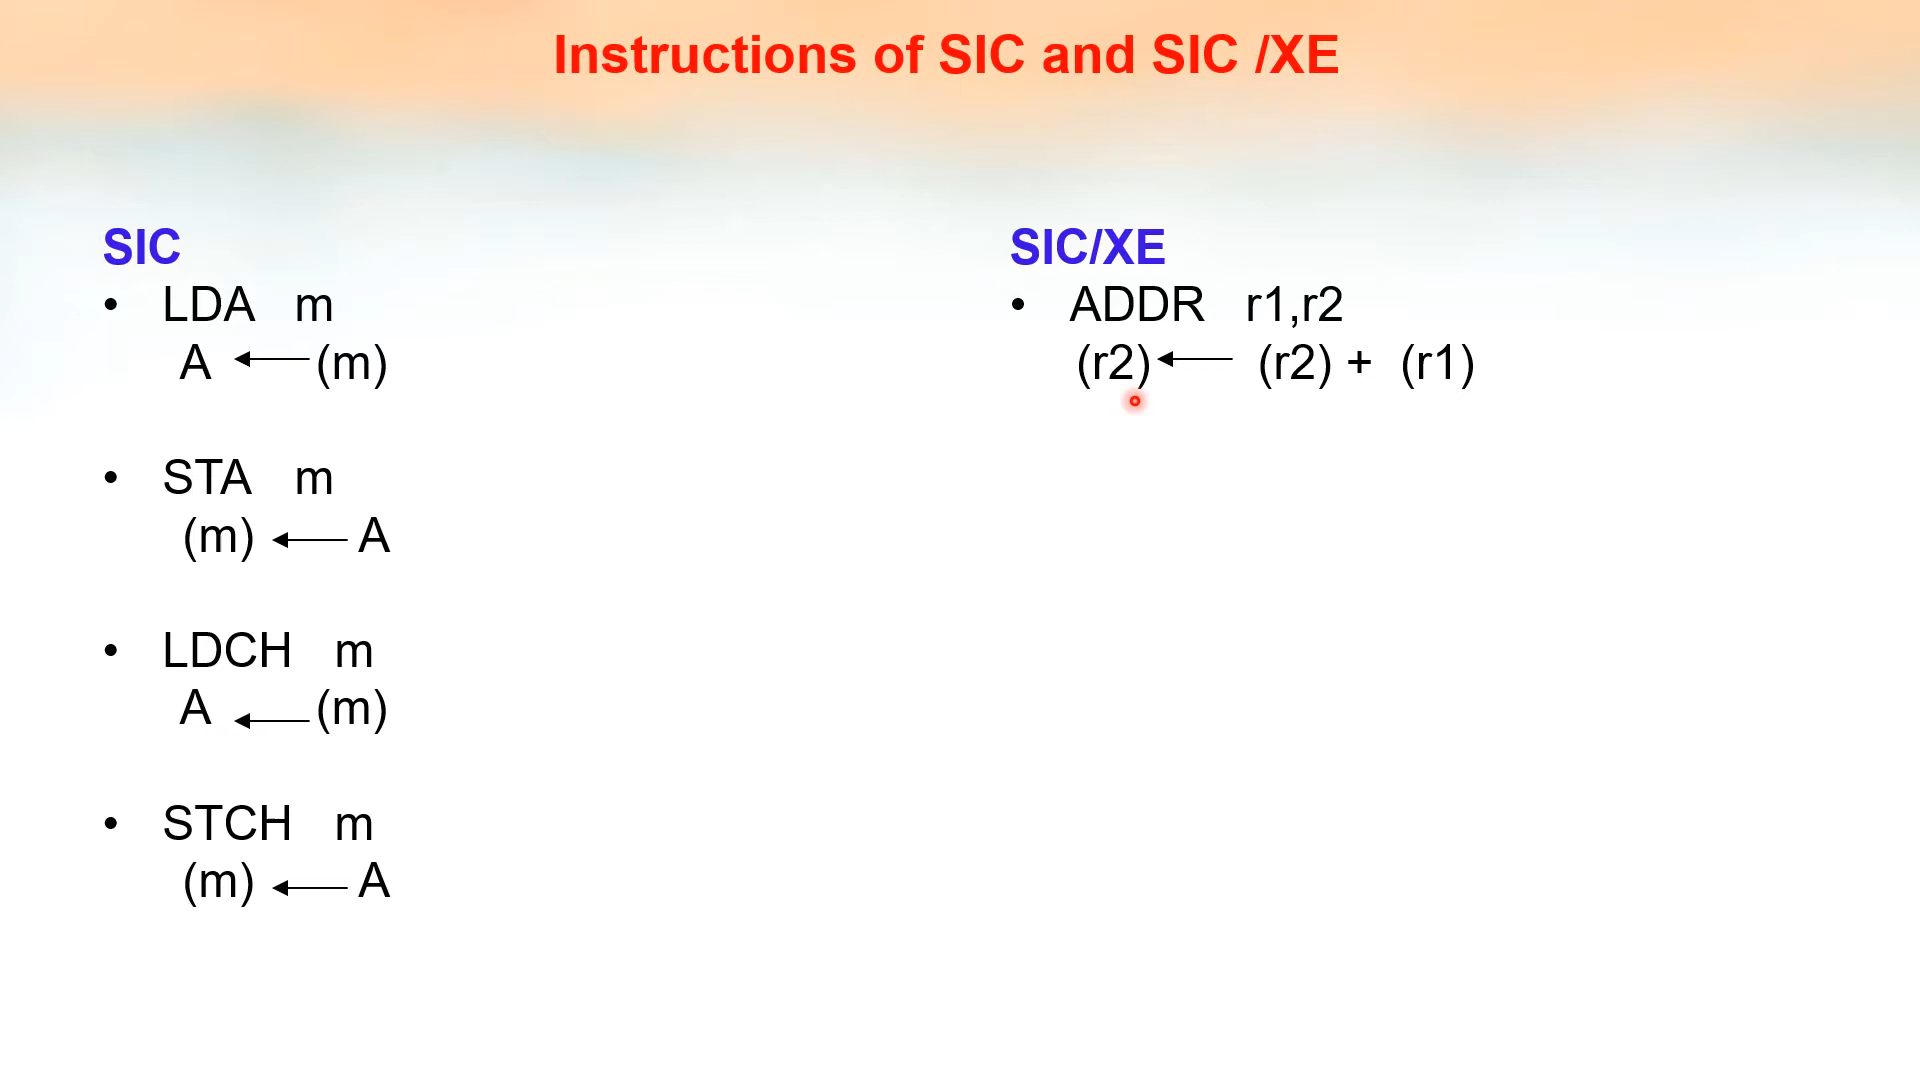 Instructions of SIC and SIC /XE
SIC
• LDA m
A ← (m)
• STA m
(m) ← A
• LDCH m
A ← (m)
• STCH m
(m) ← A
SIC/XE
• ADDR r1,r2
(r2) ← (r2) + (r1)